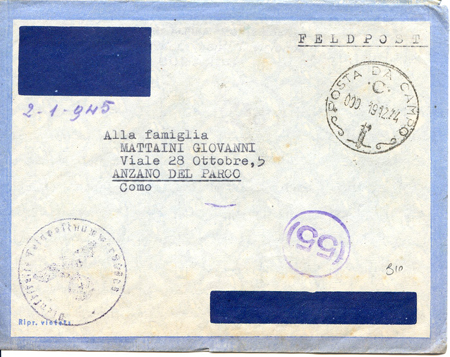 FELDPOST
2-1-945
POSTA DA CAMPO
C
000 19.12.44
Alla famiglia
MATTAINI GIOVANNI
Viale 28 Ottobre,5
ANZANO DEL PARCO
Como
55
810
Ripr. vietata